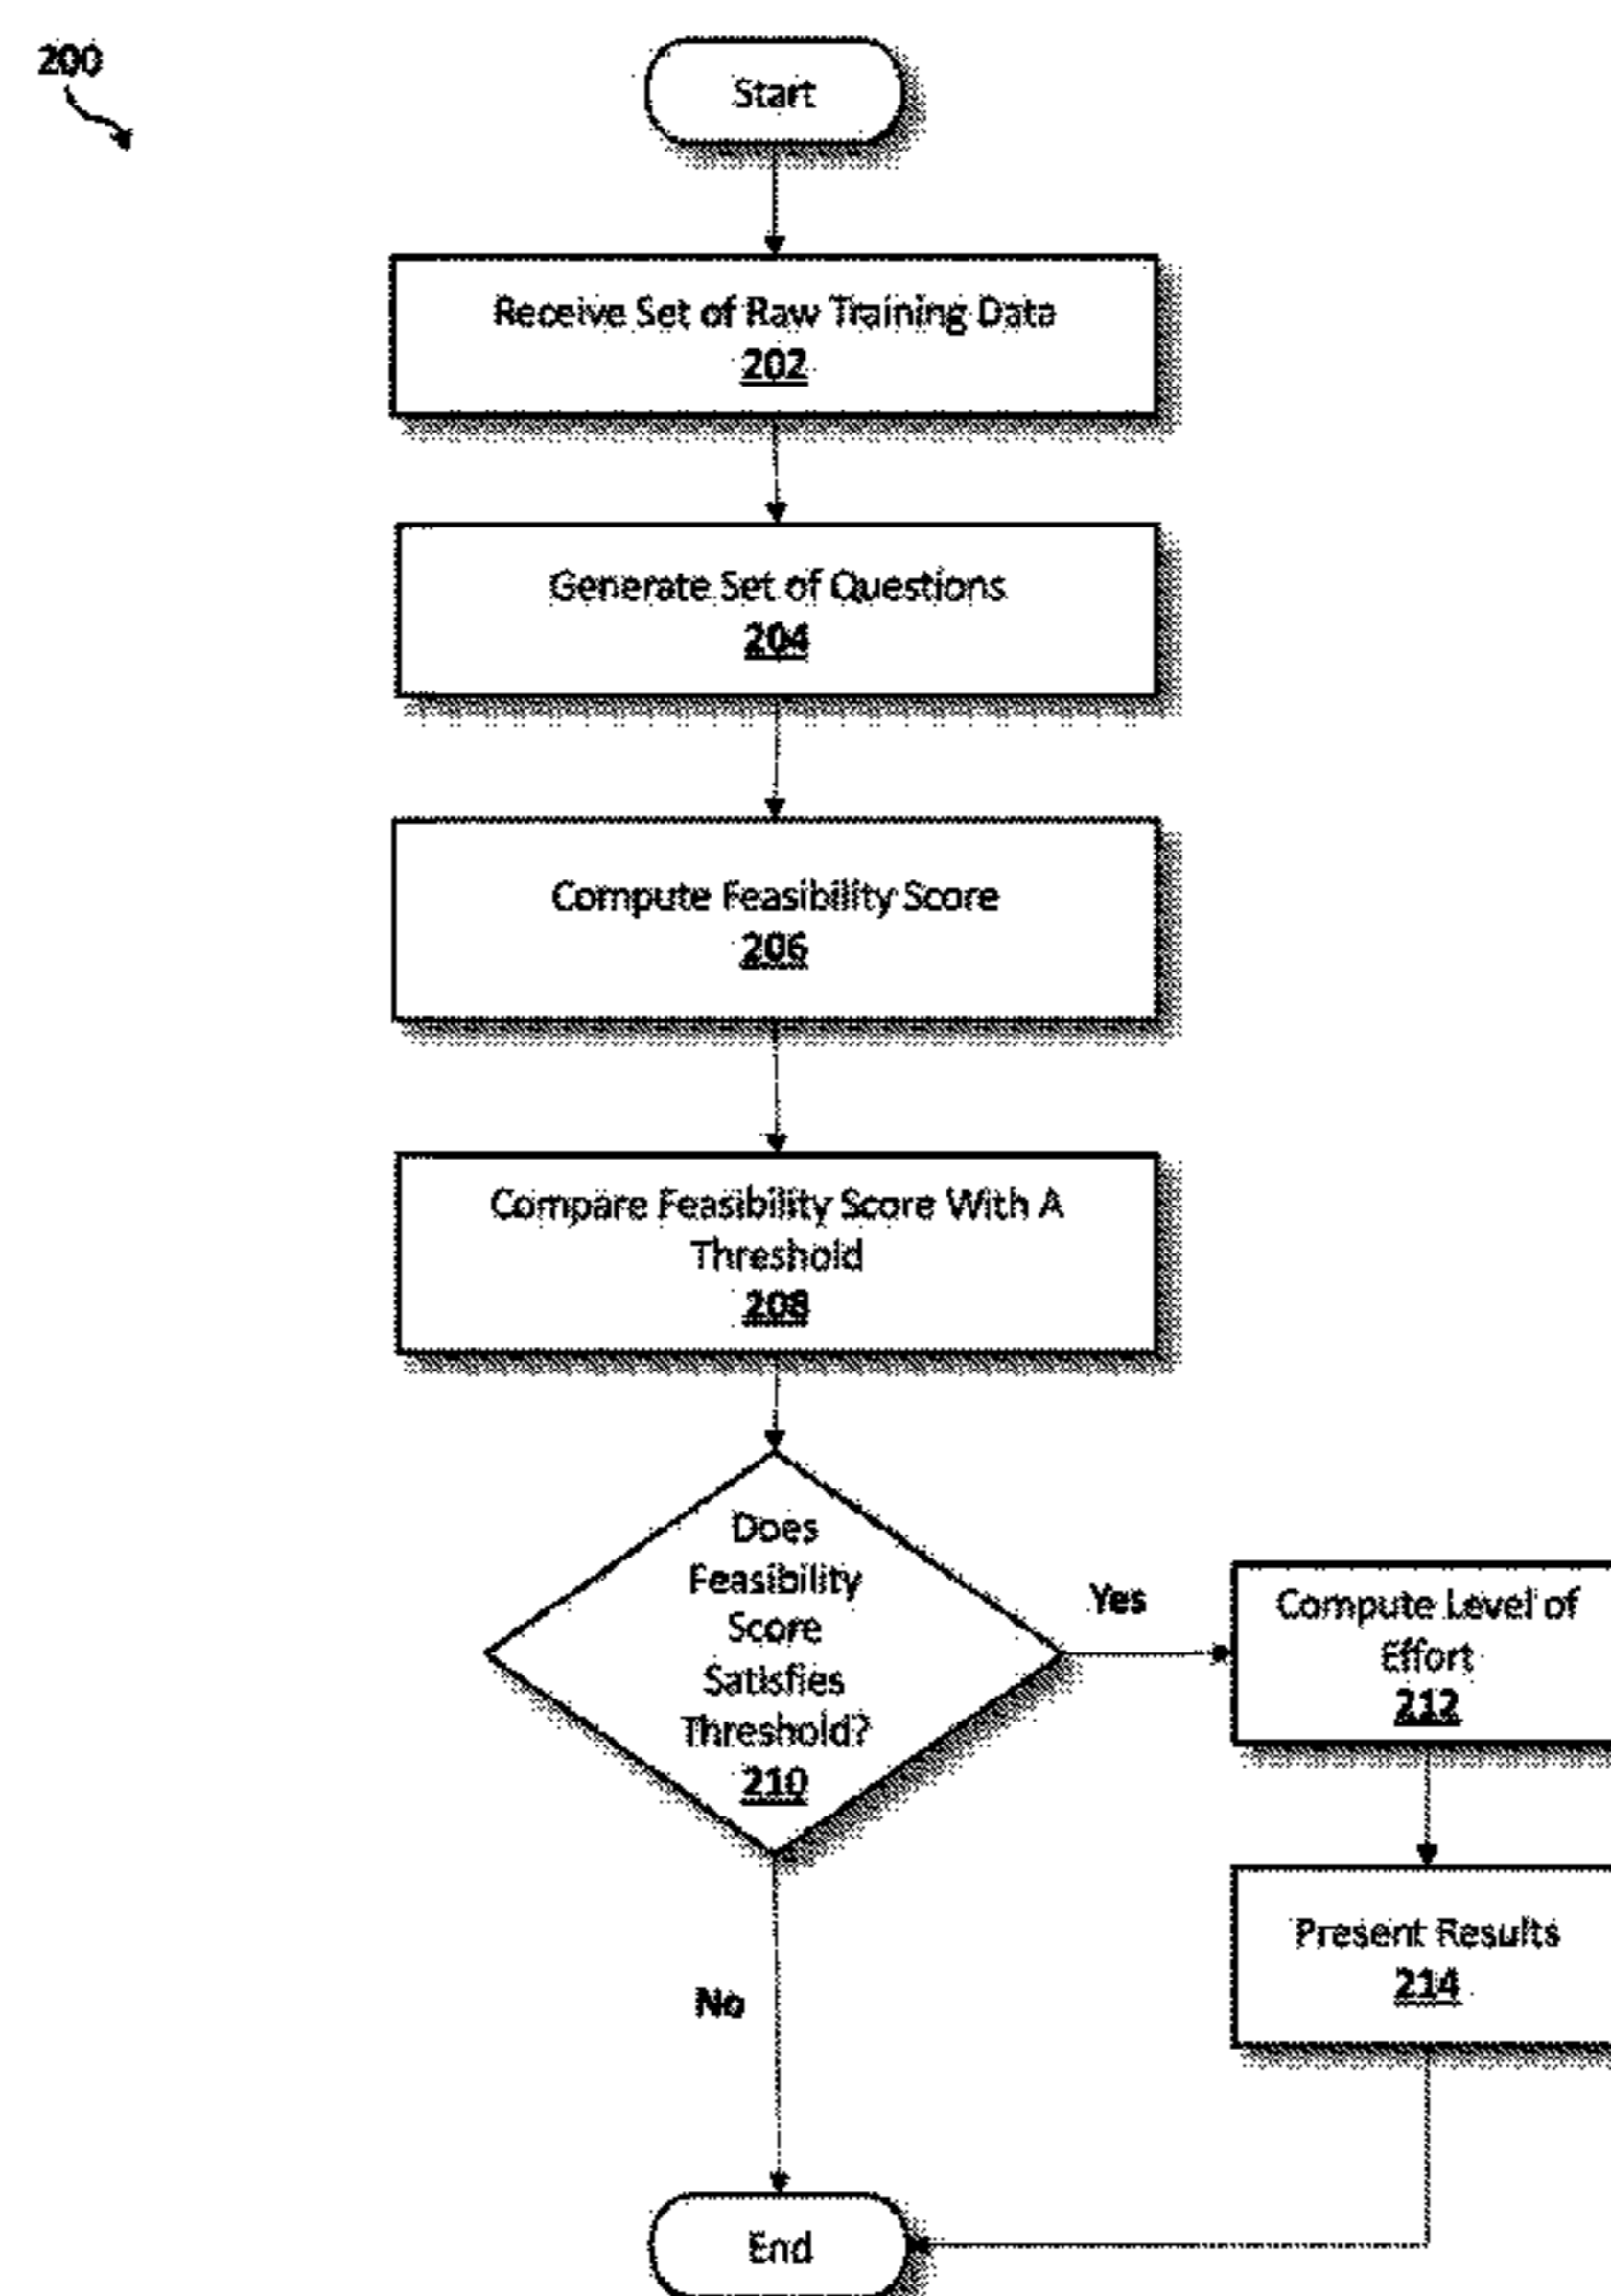 200
Start
Receive Set of Raw Training Data
202
Generate Set of Questions
204
Compute Feasibility Score
206
Compare Feasibility Score With A
Threshold
208
Does
Feasibility
Score
Satisfies
Threshold?
210
Yes
Compute Level of
Effort
212
Present Results
214
No
End